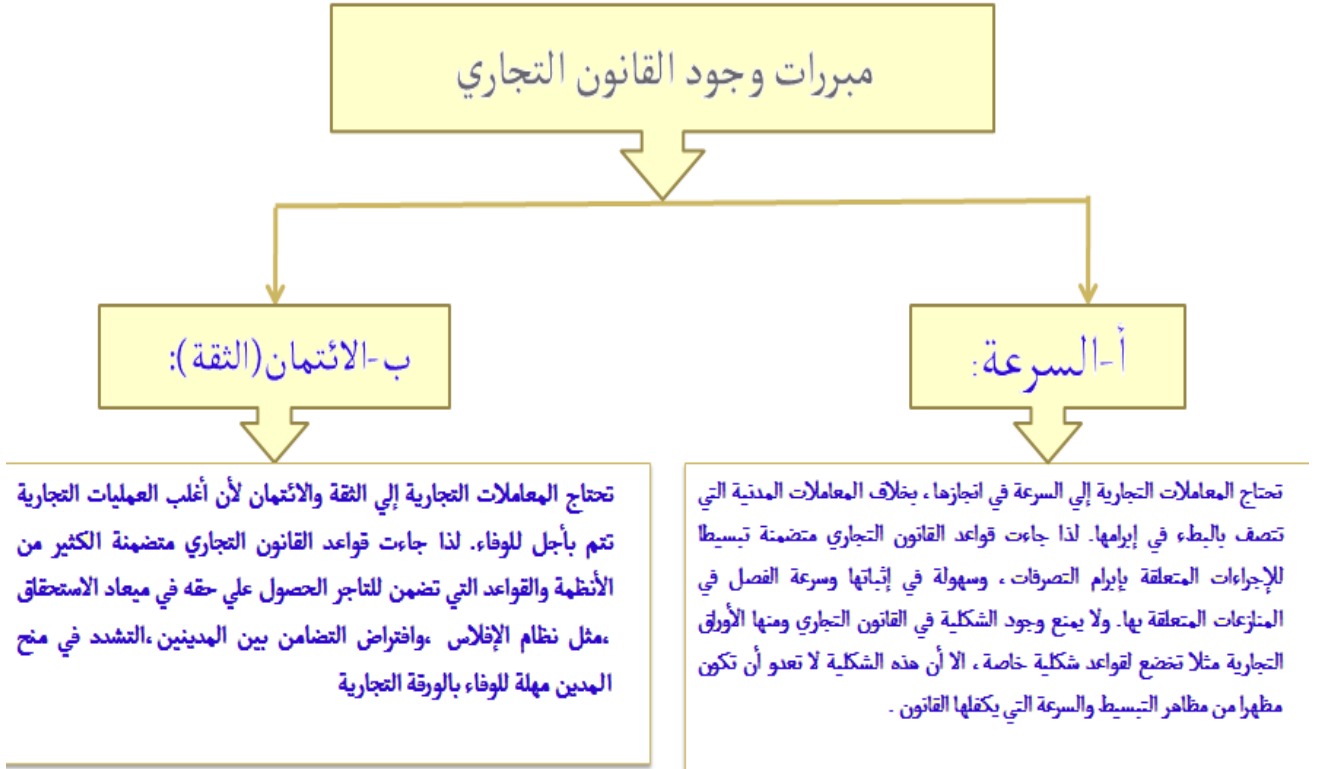 مبررات وجود القانون التجاري
أ-السرعة:
تحتاج المعاملات التجارية إلي السرعة في انجازها، بخلاف المعاملات المدنية التي
تتصف بالبطء في إبرامها. لذا جاءت قواعد القانون التجاري متضمنة تبسيطا
للإجراءات المتعلقة بإبرام التصرفات، وسهولة في إثباتها وسرعة الفصل في
المنازعات المتعلقة بها. ولا يمنع وجود الشكلية في القانون التجاري ومنها الأوراق
التجارية مثلا تخضع لقواعد شكلية خاصة، الا أن هذه الشكلية لا تعدو أن تكون
مظهرا من مظاهر التبسيط والسرعة التي يكفلها القانون .
ب-الائتمان(الثقة):
تحتاج المعاملات التجارية إلي الثقة والائتمان لأن أغلب العمليات التجارية
تتم بأجل للوفاء. لذا جاءت قواعد القانون التجاري متضمنة الكثير من
الأنظمة والقواعد التي تضمن للتاجر الحصول علي حقه في ميعاد الاستحقاق
،مثل نظام الإفلاس ،وافتراض التضامن بين المدينين ،التشدد في منح
المدين مهلة للوفاء بالورقة التجارية